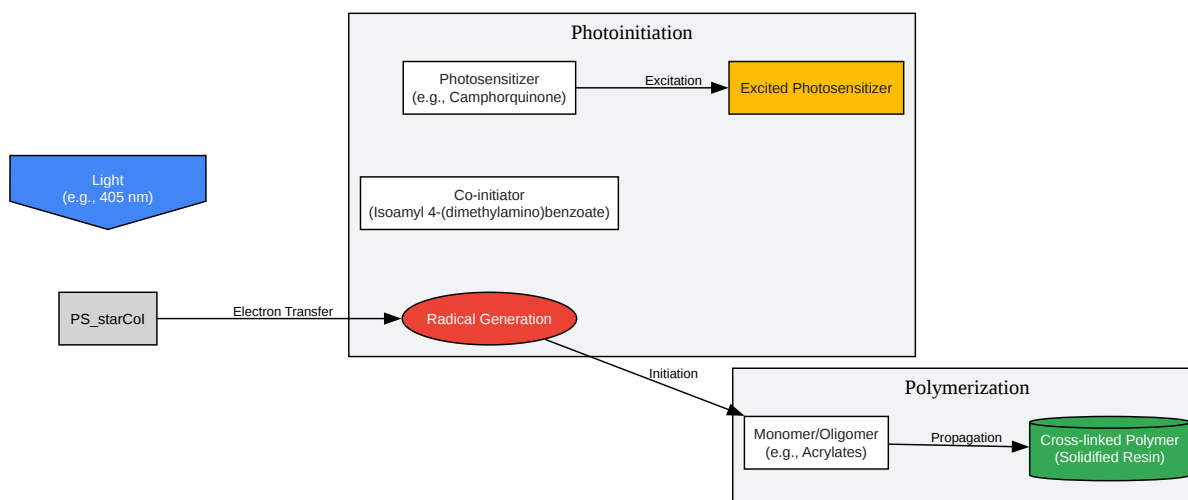 Photoinitiation
Photosensitizer
(e.g., Camphorquinone)
Excitation
Excited Photosensitizer
Light
(e.g., 405 nm)
Co-initiator
(Isoamyl 4-(dimethylamino)benzoate)
PS_starCoI
Electron Transfer
Radical Generation
Initiation
Polymerization
Monomer/Oligomer
(e.g., Acrylates)
Propagation
Cross-linked Polymer
(Solidified Resin)